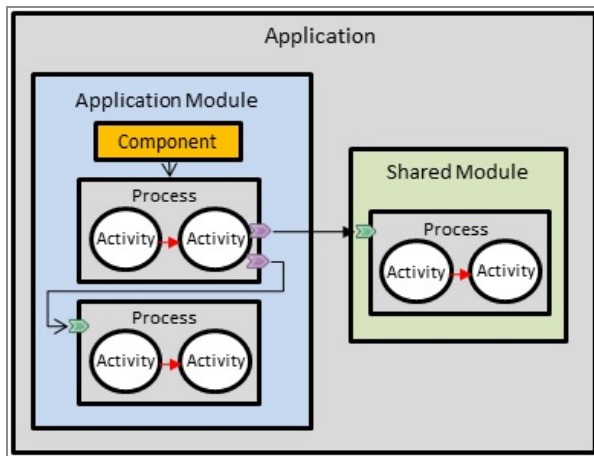 Application
Application Module
Component
Process
Activity Activity
Process
Activity Activity
Shared Module
Process
Activity Activity